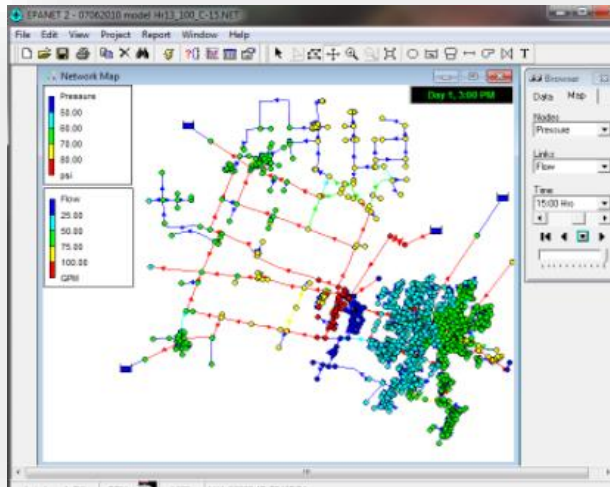 EPANET 2 - 07062010 model Hr13_100_C-15.NET
File Edit View Project Report Window Help
Network Map
Day 1, 3:00 PM
Pressure
50.00
60.00
70.00
80.00
psi
Flow
25.00
50.00
75.00
100.00
GPM
Browser
Data Map
Nodes
Pressure
Links
Flow
Time
15:00 Hrs